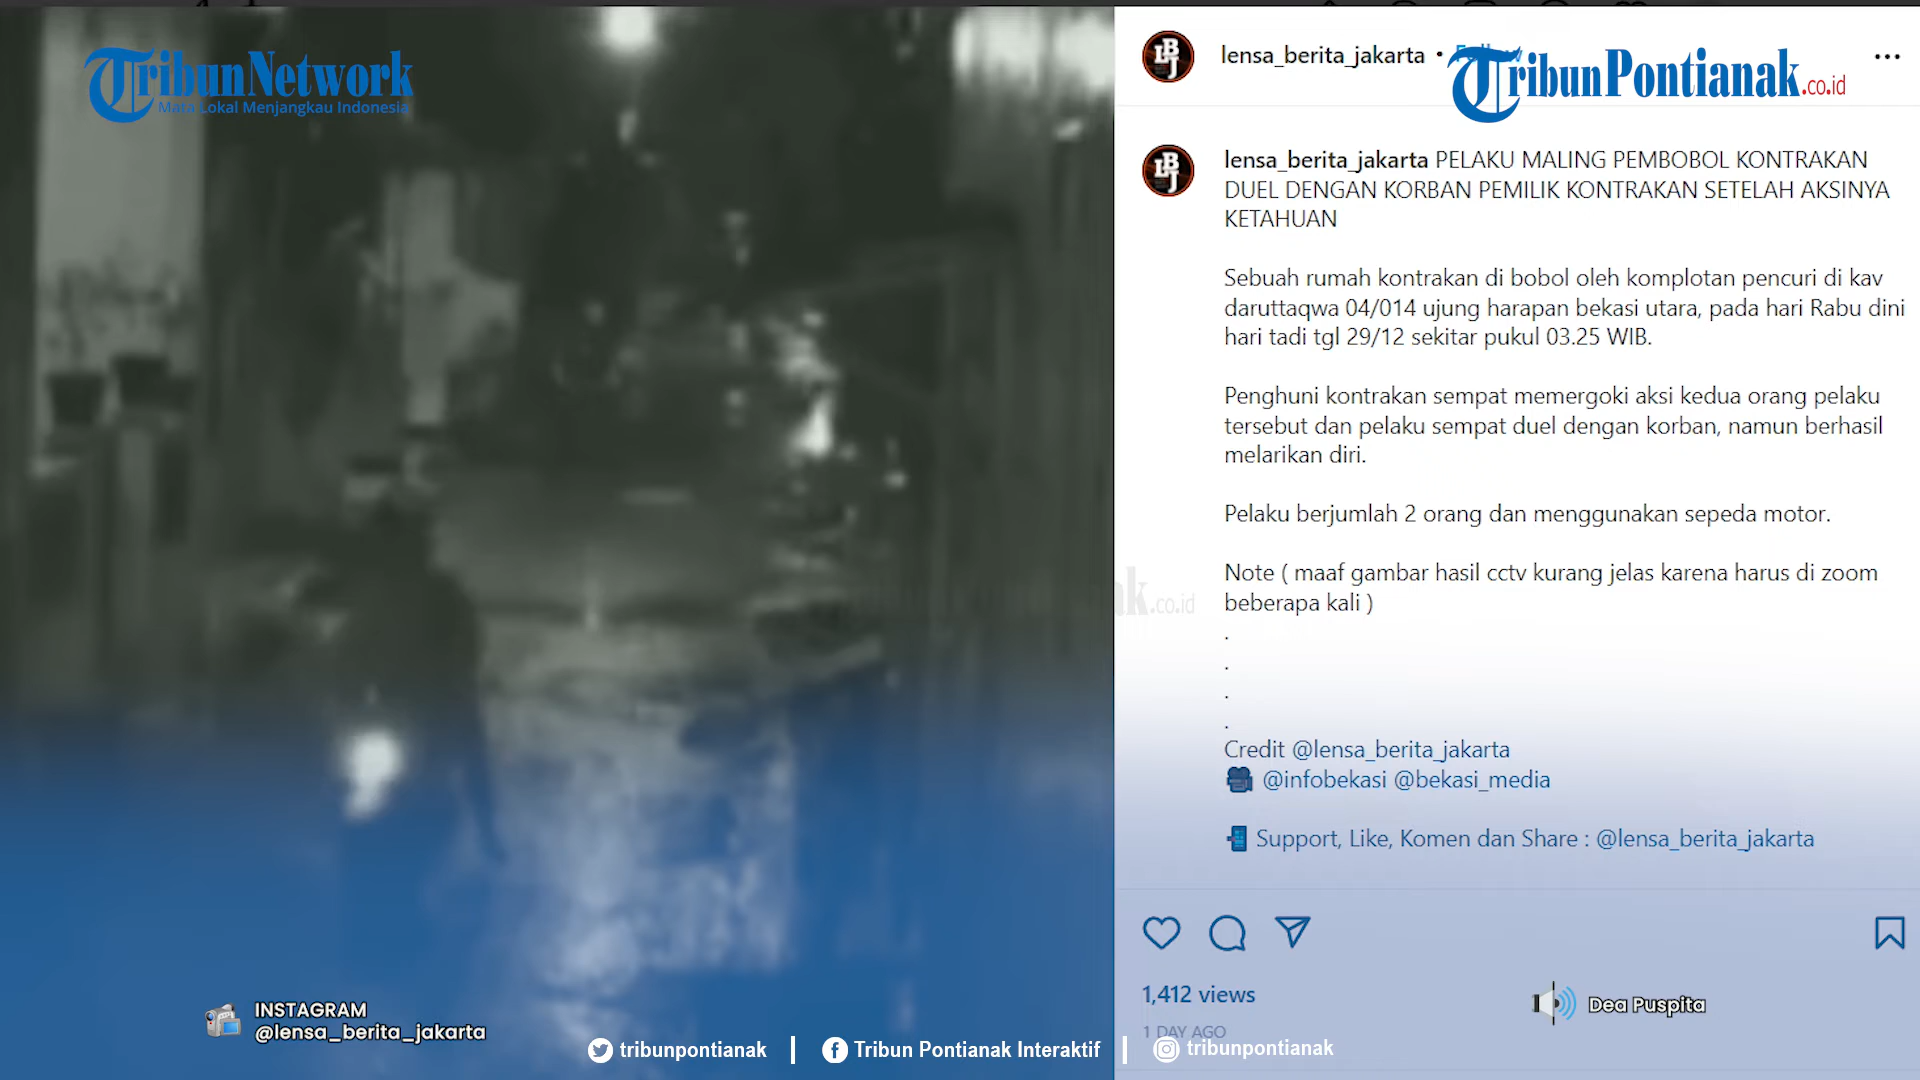 TribunNetwork
Mata Lokal Menjangkau Indonesia
lensa_berita_jakarta •
TribunPontianak.co.id
lensa_berita_jakarta PELAKU MALING PEMBOBOL KONTRAKAN
DUEL DENGAN KORBAN PEMILIK KONTRAKAN SETELAH AKSINYA
KETAHUAN
Sebuah rumah kontrakan di bobol oleh komplotan pencuri di kav
daruttaqwa 04/014 ujung harapan bekasi utara, pada hari Rabu dini
hari tadi tgl 29/12 sekitar pukul 03.25 WIB.
Penghuni kontrakan sempat memergoki aksi kedua orang pelaku
tersebut dan pelaku sempat duel dengan korban, namun berhasil
melarikan diri.
Pelaku berjumlah 2 orang dan menggunakan sepeda motor.
Note ( maaf gambar hasil cctv kurang jelas karena harus di zoom
beberapa kali )
.
.
.
.
Credit @lensa_berita_jakarta
@infobekasi @bekasi_media
Support, Like, Komen dan Share : @lensa_berita_jakarta
1,412 views
1 DAY AGO
Dea Puspita
INSTAGRAM
@lensa_berita_jakarta
tribunpontianak | Tribun Pontianak Interaktif | tribunpontianak